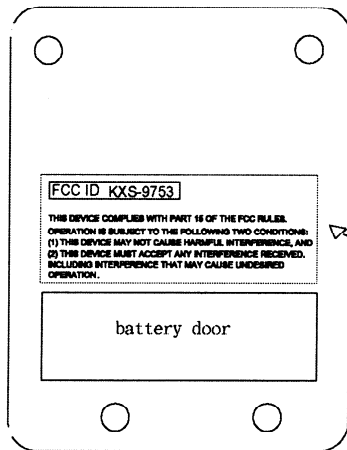 FCC ID KXS-9753
THIS DEVICE COMPLIES WITH PART 15 OF THE FCC RULES.
OPERATION IS SUBJECT TO THE FOLLOWING TWO CONDITIONS:
(1) THIS DEVICE MAY NOT CAUSE HARMFUL INTERFERENCE, AND
(2) THIS DEVICE MUST ACCEPT ANY INTERFERENCE RECEIVED.
INCLUDING INTERFERENCE THAT MAY CAUSE UNDESIRED
OPERATION.
battery door